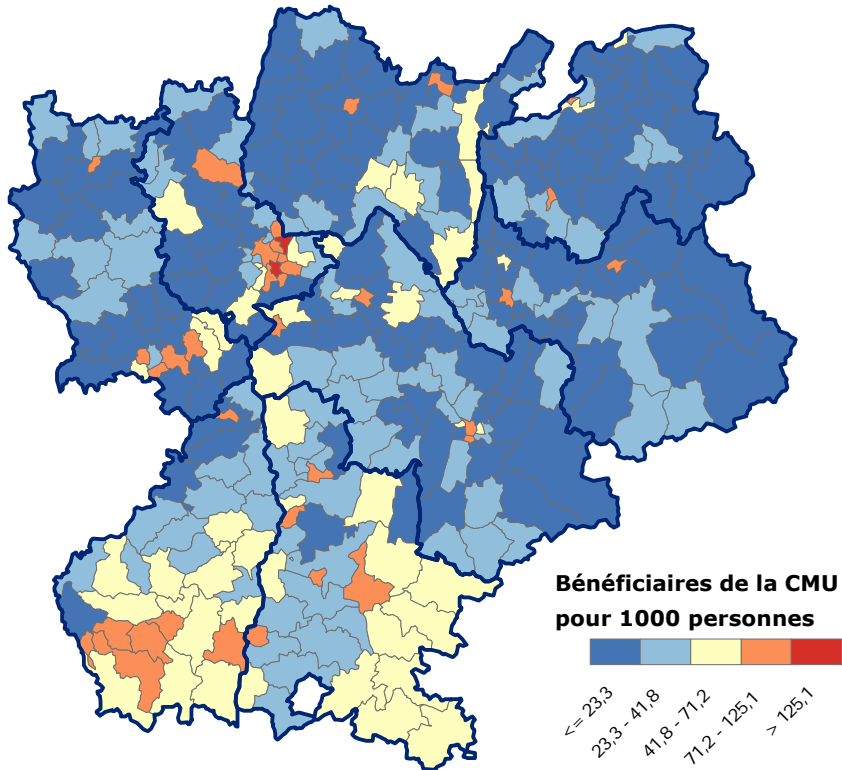 Bénéficiaires de la CMU
pour 1000 personnes
<= 23,3
23,3 - 41,8
41,8 - 71,2
71,2 - 125,1
> 125,1